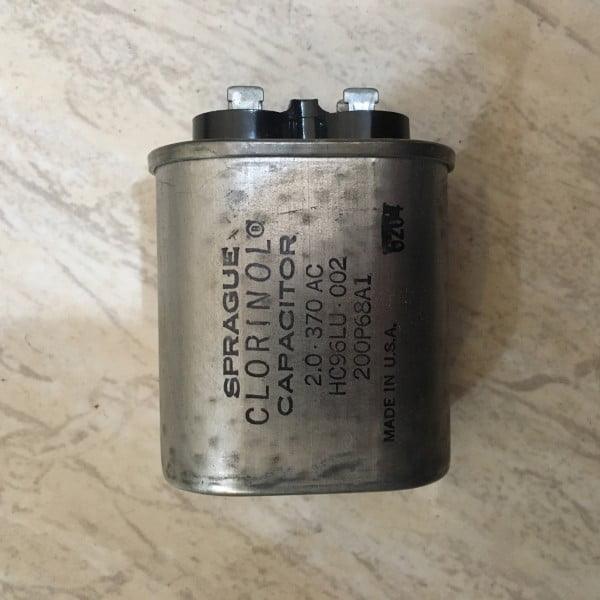 SPRAGUE
CLORINOL®
CAPACITOR
2.0·370 AC
HC96LU·002
200P68A1
MADE IN U.S.A.
6204